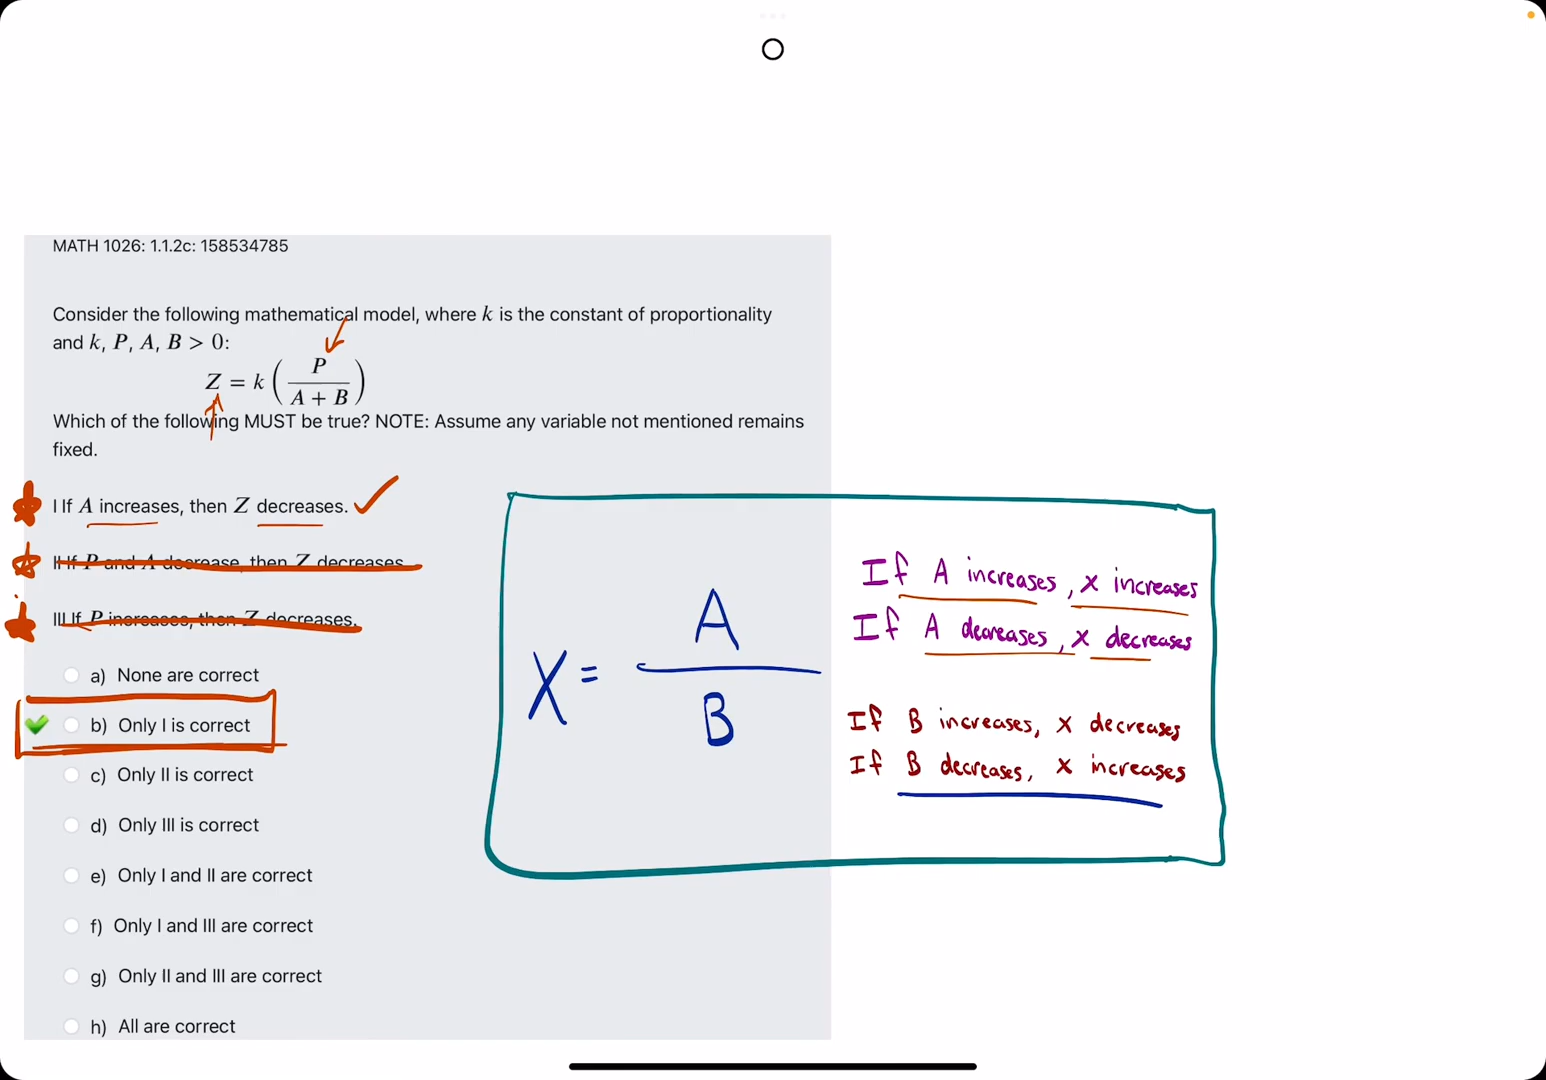 MATH 1026: 1.1.2c: 158534785
Consider the following mathematical model, where k is the constant of proportionality
and k, P, A, B > 0:
Z = k ( P / A + B )
Which of the following MUST be true? NOTE: Assume any variable not mentioned remains
fixed.
I If A increases, then Z decreases.
II If P and A decrease, then Z decreases.
III If P increases, then Z decreases.
a) None are correct
b) Only I is correct
c) Only II is correct
d) Only III is correct
e) Only I and II are correct
f) Only I and III are correct
g) Only II and III are correct
h) All are correct
X = A / B
If A increases, x increases
If A decreases, x decreases
If B increases, x decreases
If B decreases, x increases